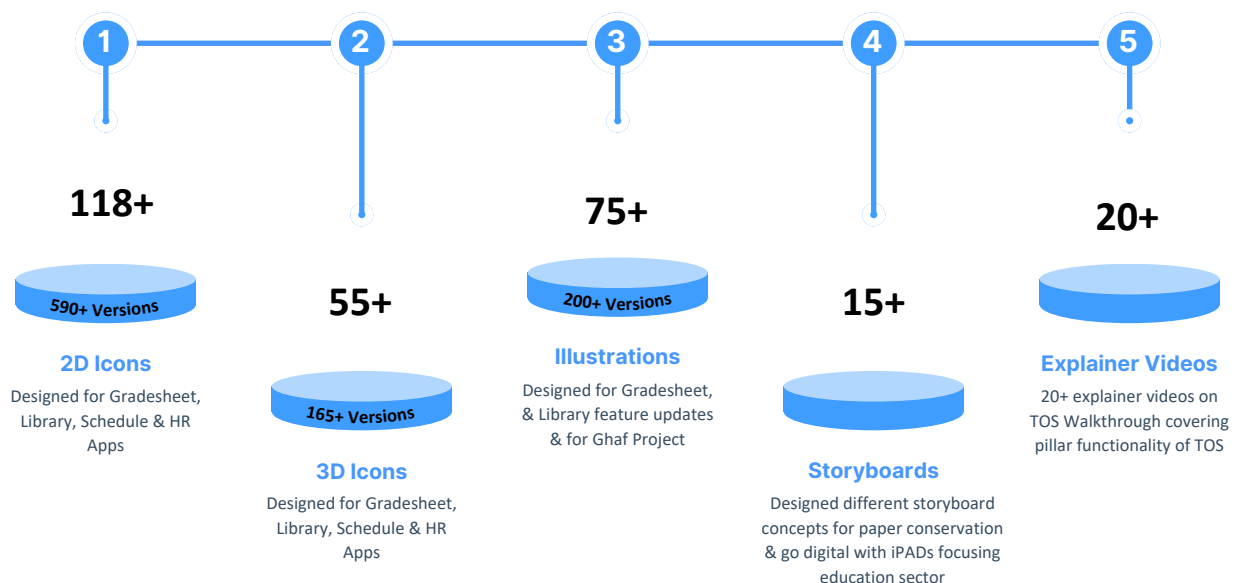 1
2
3
4
5
118+
590+ Versions
2D Icons
Designed for Gradesheet,
Library, Schedule & HR
Apps
55+
165+ Versions
3D Icons
Designed for Gradesheet,
Library, Schedule & HR
Apps
75+
200+ Versions
Illustrations
Designed for Gradesheet,
& Library feature updates
& for Ghaf Project
15+
Storyboards
Designed different storyboard
concepts for paper conservation
& go digital with iPADs focusing
education sector
20+
Explainer Videos
20+ explainer videos on
TOS Walkthrough covering
pillar functionality of TOS